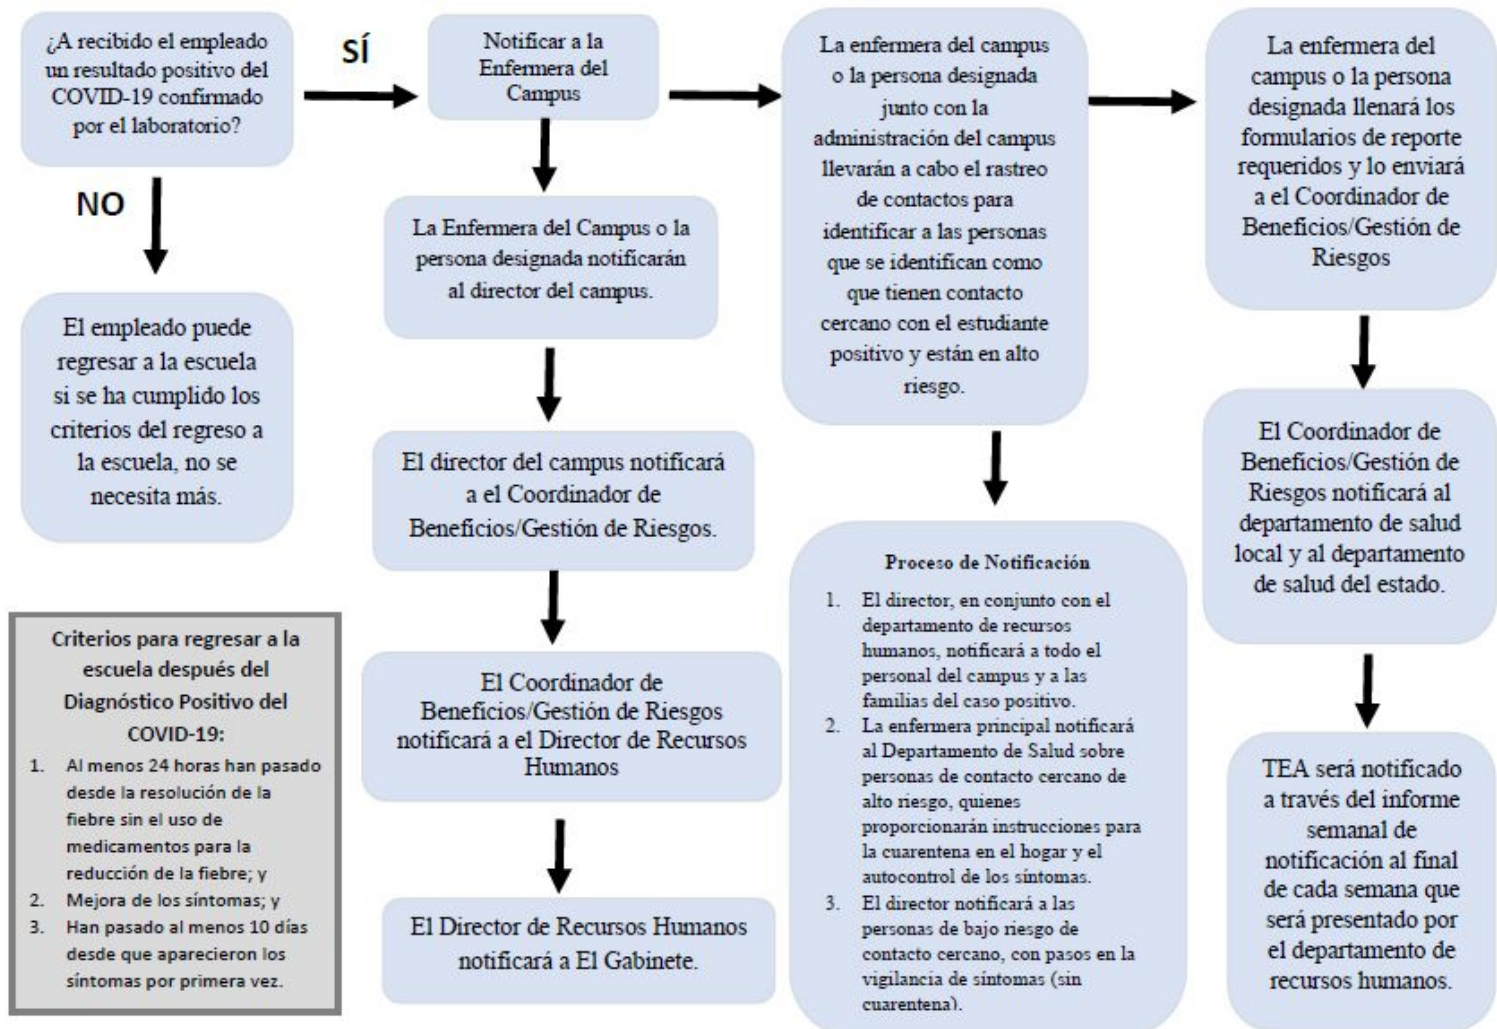 ¿A recibido el empleado
un resultado positivo del
COVID-19 confirmado
por el laboratorio?
SÍ
NO
El empleado puede
regresar a la escuela
si se ha cumplido los
criterios del regreso a
la escuela, no se
necesita más.
Criterios para regresar a la
escuela después del
Diagnóstico Positivo del
COVID-19:
1. Al menos 24 horas han pasado
desde la resolución de la
fiebre sin el uso de
medicamentos para la
reducción de la fiebre; y
2. Mejora de los síntomas; y
3. Han pasado al menos 10 días
desde que aparecieron los
síntomas por primera vez.
Notificar a la
Enfermera del
Campus
La Enfermera del Campus o la
persona designada notificarán
al director del campus.
El director del campus notificará
a el Coordinador de
Beneficios/Gestión de Riesgos.
El Coordinador de
Beneficios/Gestión de Riesgos
notificará a el Director de Recursos
Humanos
El Director de Recursos Humanos
notificará a El Gabinete.
La enfermera del campus
o la persona designada
junto con la
administración del campus
llevarán a cabo el rastreo
de contactos para
identificar a las personas
que se identifican como
que tienen contacto
cercano con el estudiante
positivo y están en alto
riesgo.
Proceso de Notificación
1. El director, en conjunto con el
departamento de recursos
humanos, notificará a todo el
personal del campus y a las
familias del caso positivo.
2. La enfermera principal notificará
al Departamento de Salud sobre
personas de contacto cercano de
alto riesgo, quienes
proporcionarán instrucciones para
la cuarentena en el hogar y el
autocontrol de los síntomas.
3. El director notificará a las
personas de bajo riesgo de
contacto cercano, con pasos en la
vigilancia de síntomas (sin
cuarentena).
La enfermera del
campus o la persona
designada llenará los
formularios de reporte
requeridos y lo enviará
a el Coordinador de
Beneficios/Gestión de
Riesgos
El Coordinador de
Beneficios/Gestión de
Riesgos notificará al
departamento de salud
local y al departamento
de salud del estado.
TEA será notificado
a través del informe
semanal de
notificación al final
de cada semana que
será presentado por
el departamento de
recursos humanos.